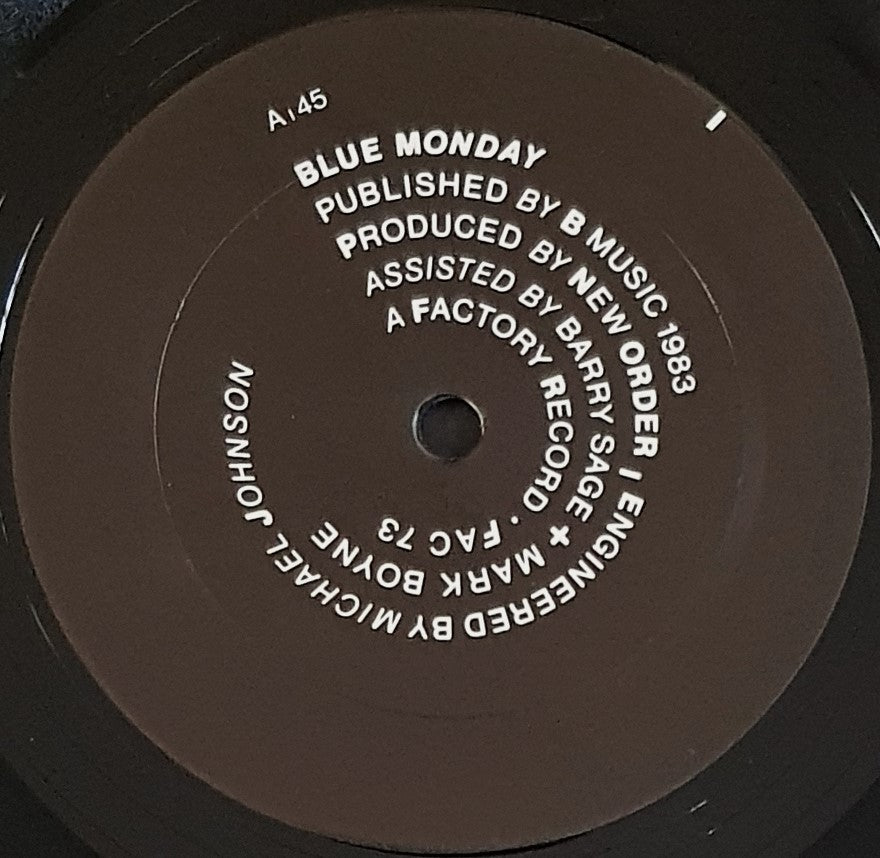 A ı 45
BLUE MONDAY
PUBLISHED BY B MUSIC 1983
PRODUCED BY NEW ORDER I ENGINEERED BY MICHAEL JOHNSON
ASSISTED BY BARRY SAGE + MARK BOYNE
A FACTORY RECORD · FAC 73